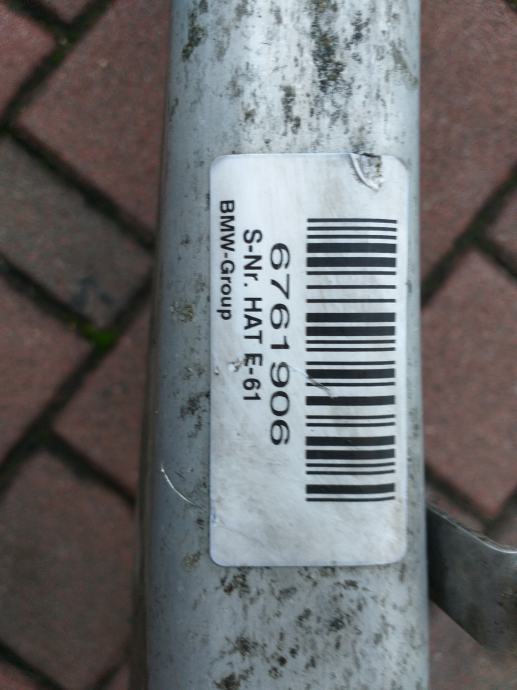 6761906
S-Nr. HAT E-61
BMW-Group